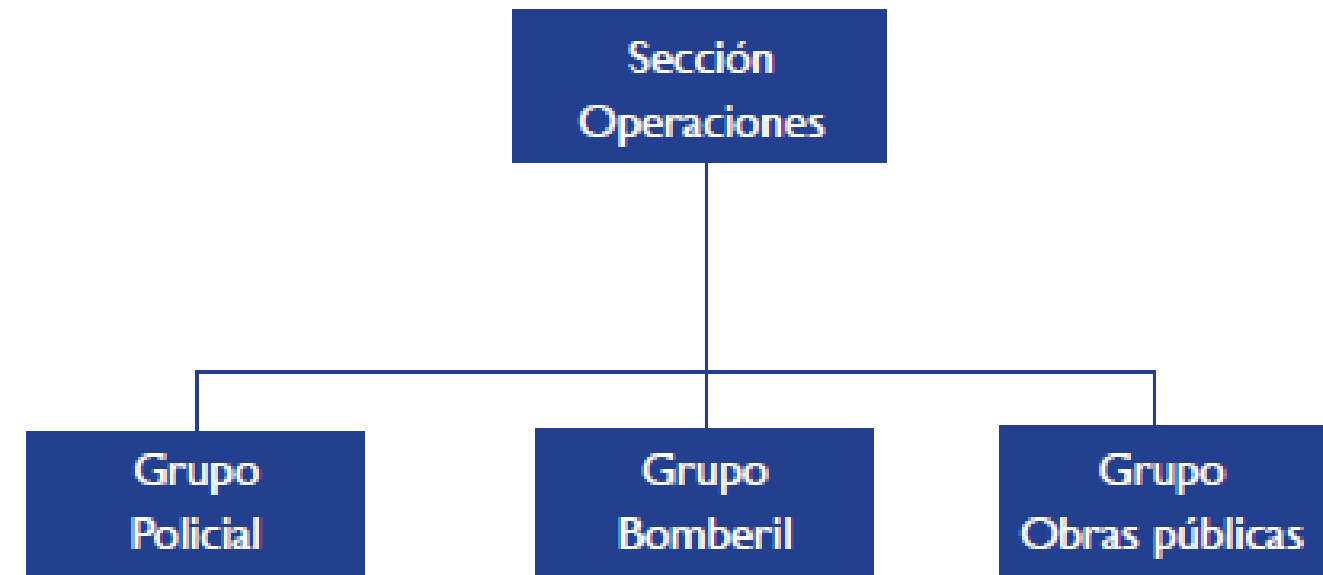 Sección
Operaciones
Grupo
Policial
Grupo
Bomberil
Grupo
Obras públicas